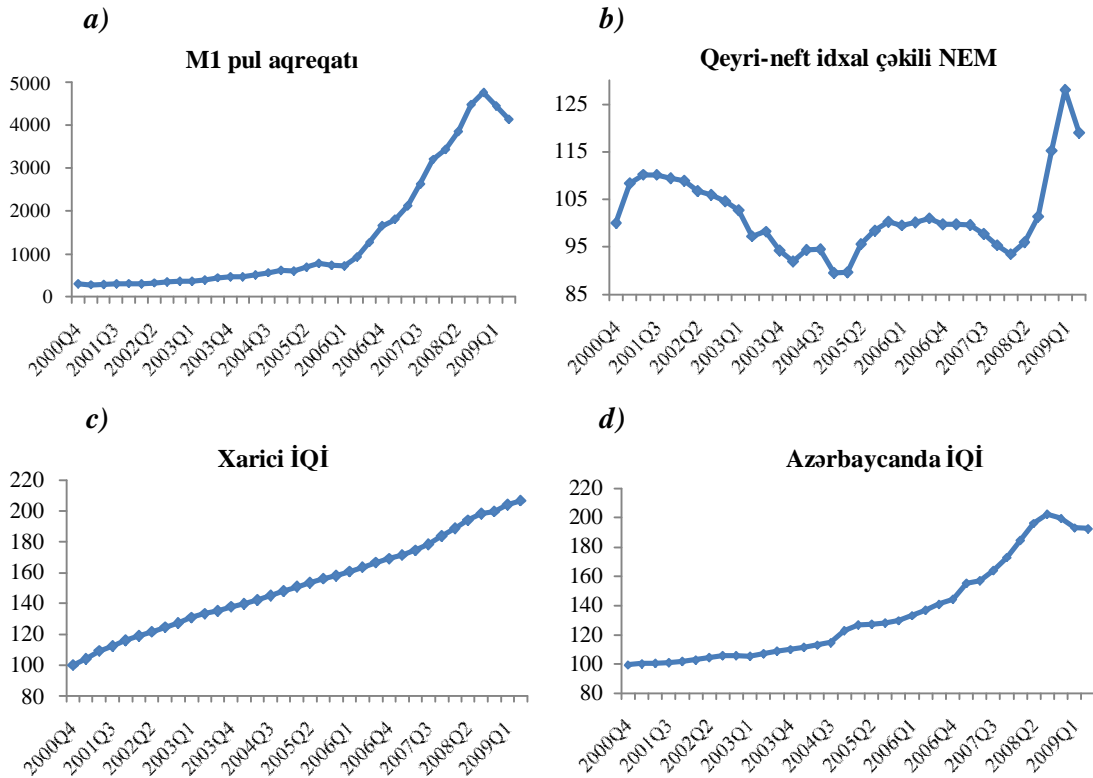 a)
M1 pul aqreqatı
5000
4000
3000
2000
1000
0
2000Q4 2001Q3 2002Q2 2003Q1 2003Q4 2004Q3 2005Q2 2006Q1 2006Q4 2007Q3 2008Q2 2009Q1
b)
Qeyri-neft idxal çəkili NEM
125
115
105
95
85
2000Q4 2001Q3 2002Q2 2003Q1 2003Q4 2004Q3 2005Q2 2006Q1 2006Q4 2007Q3 2008Q2 2009Q1
c)
Xarici İQİ
220
200
180
160
140
120
100
80
2000Q4 2001Q3 2002Q2 2003Q1 2003Q4 2004Q3 2005Q2 2006Q1 2006Q4 2007Q3 2008Q2 2009Q1
d)
Azərbaycanda İQİ
220
200
180
160
140
120
100
80
2000Q4 2001Q3 2002Q2 2003Q1 2003Q4 2004Q3 2005Q2 2006Q1 2006Q4 2007Q3 2008Q2 2009Q1